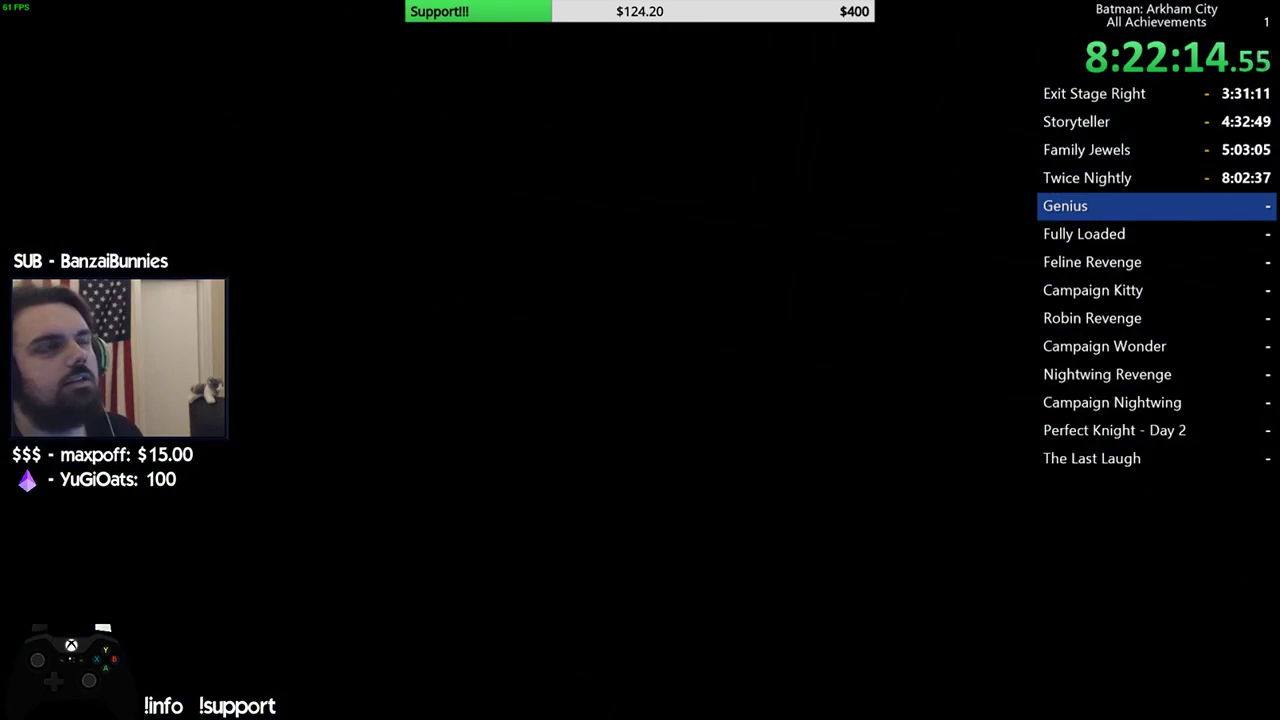 61 FPS
Support!!! $124.20 $400
Batman: Arkham City
All Achievements 1
8:22:14.55
Exit Stage Right - 3:31:11
Storyteller - 4:32:49
Family Jewels - 5:03:05
Twice Nightly - 8:02:37
Genius -
Fully Loaded -
Feline Revenge -
Campaign Kitty -
Robin Revenge -
Campaign Wonder -
Nightwing Revenge -
Campaign Nightwing -
Perfect Knight - Day 2 -
The Last Laugh -
SUB - BanzaiBunnies
$$$ - maxpoff: $15.00
- YuGiOats: 100
Y
X B
A
!info !support